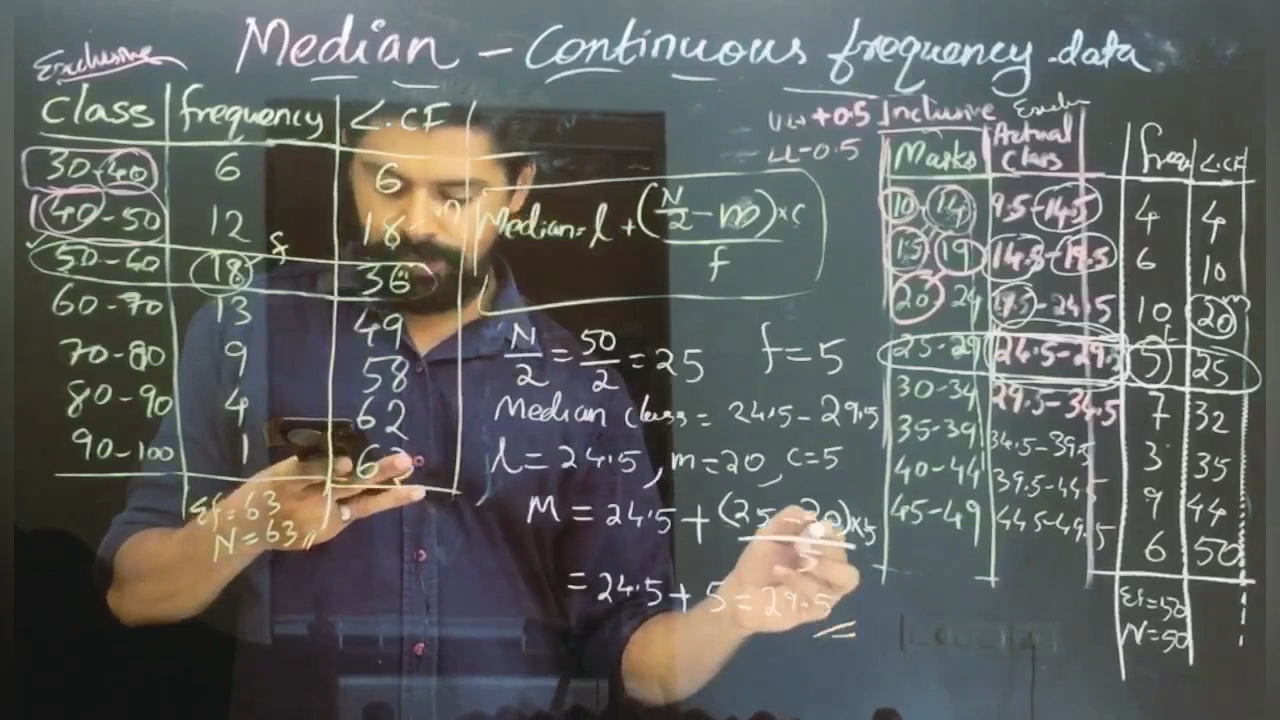 Median - Continuous frequency data
Exclusive
Class frequency <.CF
30-40 6 6
40-50 12 18 m
50-60 18 f 36
60-70 13 49
70-80 9 58
80-90 4 62
90-100 1 63
Σf=63
N=63
Median = l + (N/2 - m) × c
f
N/2 = 50/2 = 25 f = 5
Median class = 24.5 - 29.5
l = 24.5, m = 20, c = 5
M = 24.5 + (25 - 20) × 5
5
= 24.5 + 5 = 29.5
UL+0.5
LL-0.5
Inclusive
Marks Actual Class freq <.CF
10-14 9.5-14.5 4 4
15-19 14.5-19.5 6 10
20-24 19.5-24.5 10 20 m
25-29 24.5-29.5 5 f 25
30-34 29.5-34.5 7 32
35-39 34.5-39.5 3 35
40-44 39.5-44.5 9 44
45-49 44.5-49.5 6 50
Σf=50
N=50